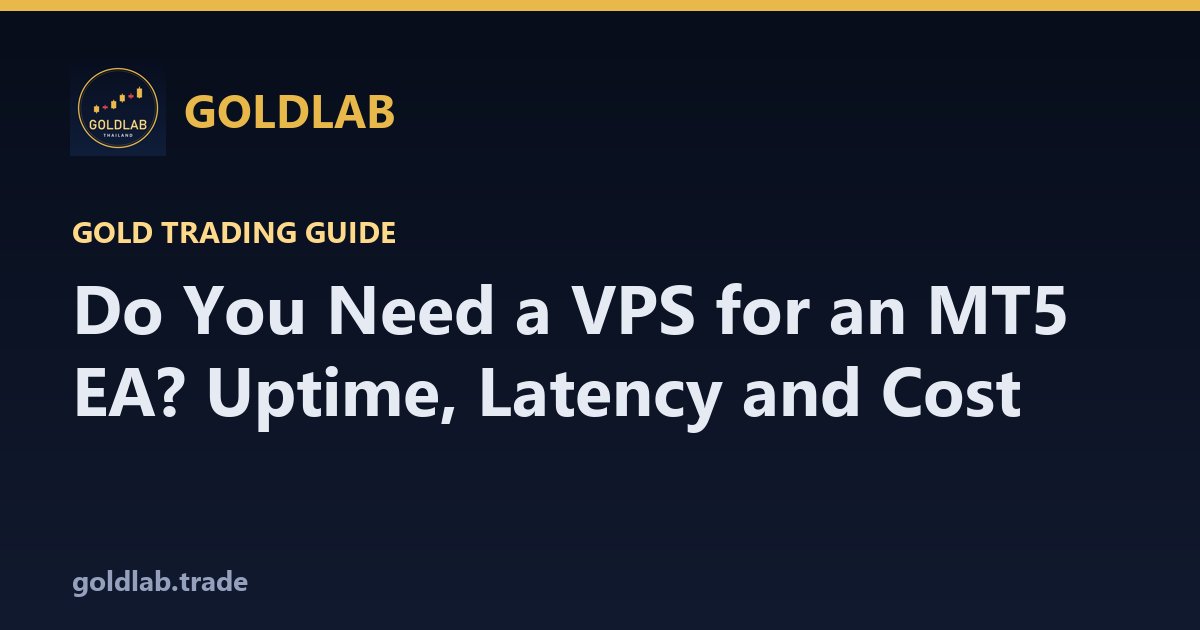 GOLDLAB
THAILAND
GOLDLAB
GOLD TRADING GUIDE
Do You Need a VPS for an MT5
EA? Uptime, Latency and Cost
goldlab.trade